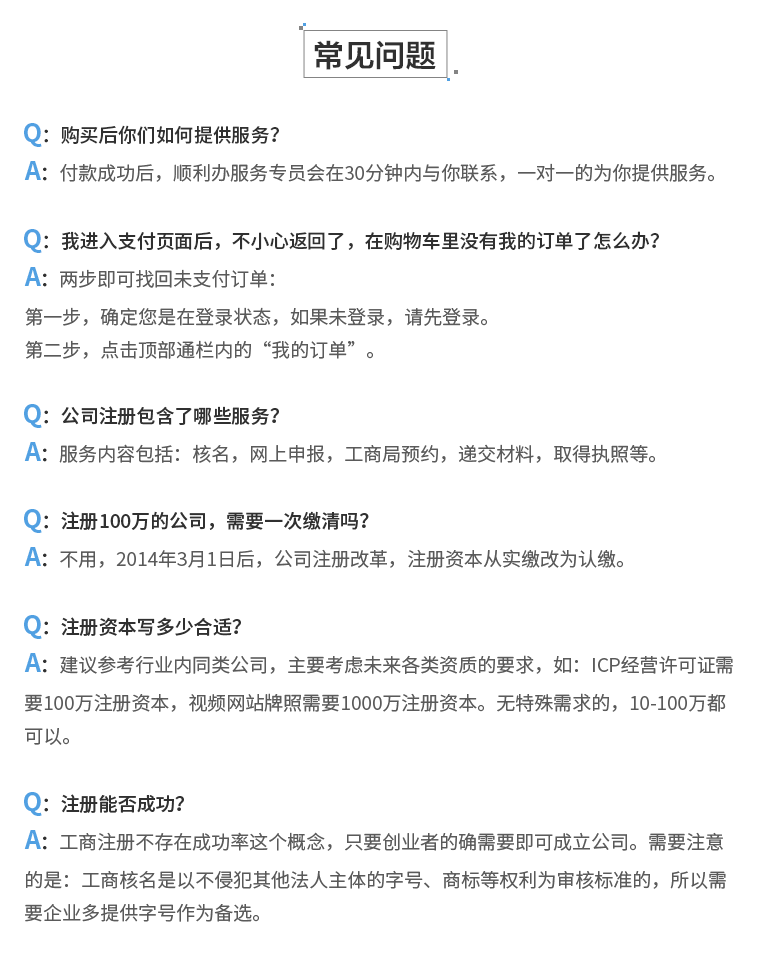 常见问题
Q：购买后你们如何提供服务？
A：付款成功后，顺利办服务专员会在30分钟内与你联系，一对一的为你提供服务。
Q：我进入支付页面后，不小心返回了，在购物车里没有我的订单了怎么办？
A：两步即可找回未支付订单：
第一步，确定您是在登录状态，如果未登录，请先登录。
第二步，点击顶部通栏内的“我的订单”。
Q：公司注册包含了哪些服务？
A：服务内容包括：核名，网上申报，工商局预约，递交材料，取得执照等。
Q：注册100万的公司，需要一次缴清吗？
A：不用，2014年3月1日后，公司注册改革，注册资本从实缴改为认缴。
Q：注册资本写多少合适？
A：建议参考行业内同类公司，主要考虑未来各类资质的要求，如：ICP经营许可证需
要100万注册资本，视频网站牌照需要1000万注册资本。无特殊需求的，10-100万都
可以。
Q：注册能否成功？
A：工商注册不存在成功率这个概念，只要创业者的确需要即可成立公司。需要注意
的是：工商核名是以不侵犯其他法人主体的字号、商标等权利为审核标准的，所以需
要企业多提供字号作为备选。